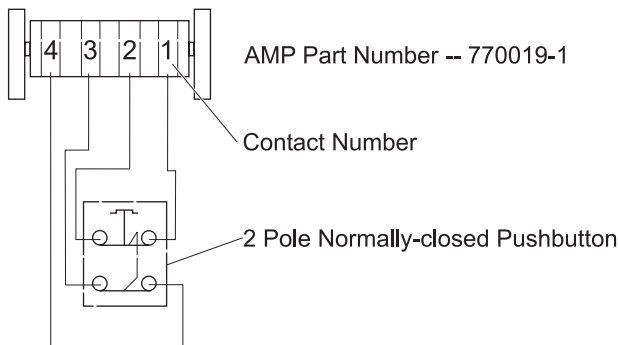 4 3 2 1
AMP Part Number -- 770019-1
Contact Number
2 Pole Normally-closed Pushbutton